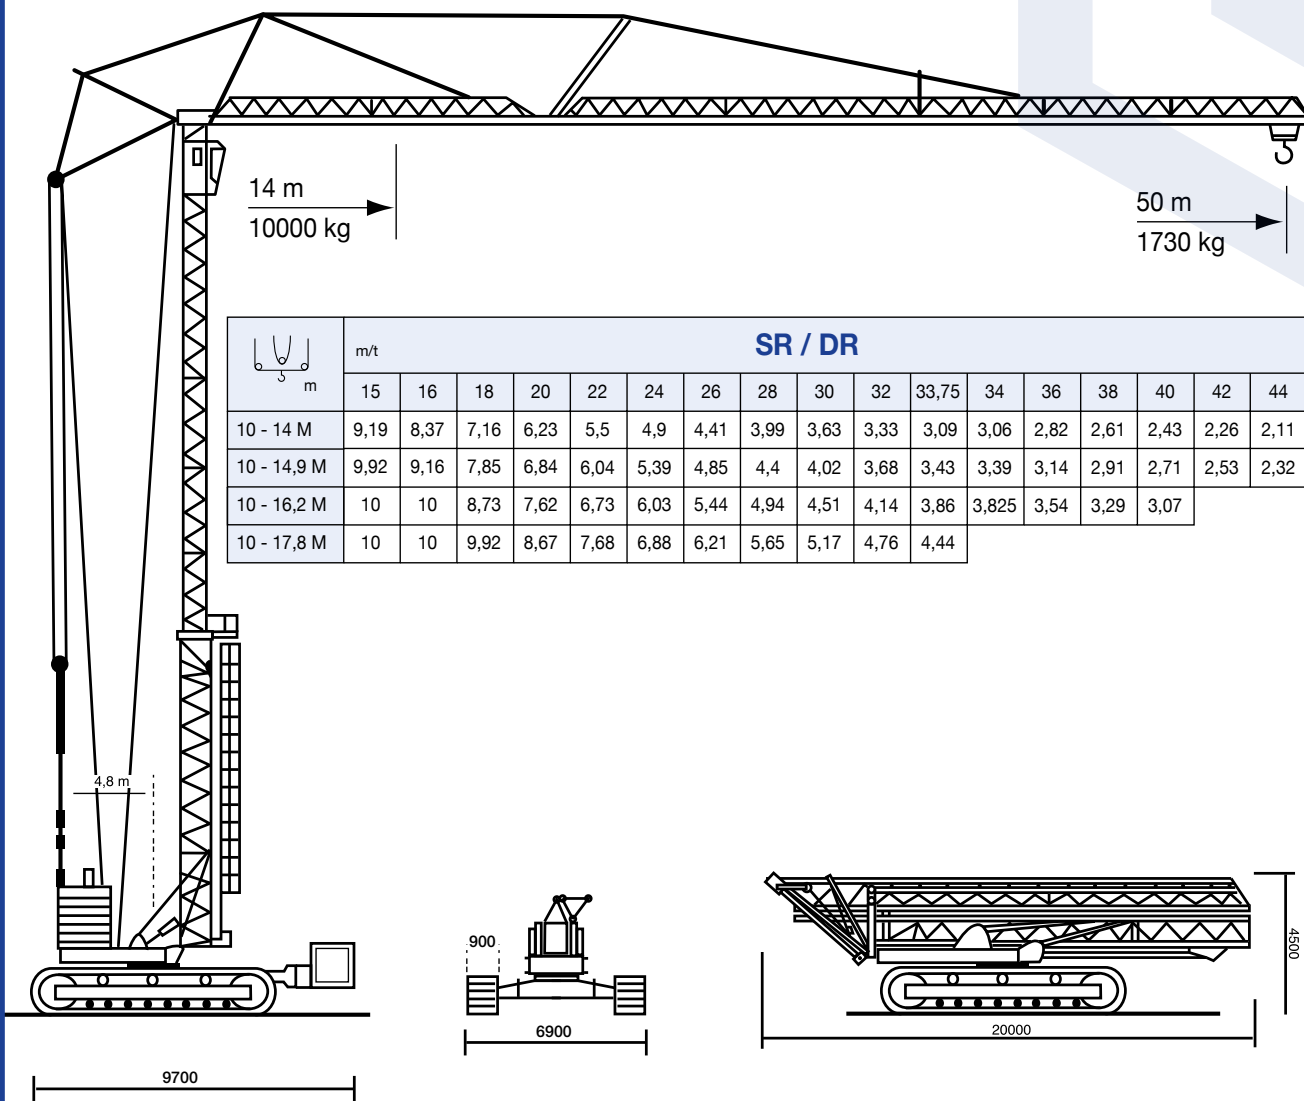 14 m
10000 kg
50 m
1730 kg
m/t SR / DR
m 15 16 18 20 22 24 26 28 30 32 33,75 34 36 38 40 42 44
10 - 14 M 9,19 8,37 7,16 6,23 5,5 4,9 4,41 3,99 3,63 3,33 3,09 3,06 2,82 2,61 2,43 2,26 2,11
10 - 14,9 M 9,92 9,16 7,85 6,84 6,04 5,39 4,85 4,4 4,02 3,68 3,43 3,39 3,14 2,91 2,71 2,53 2,32
10 - 16,2 M 10 10 8,73 7,62 6,73 6,03 5,44 4,94 4,51 4,14 3,86 3,825 3,54 3,29 3,07
10 - 17,8 M 10 10 9,92 8,67 7,68 6,88 6,21 5,65 5,17 4,76 4,44
4,8 m
900
4500
6900
20000
9700